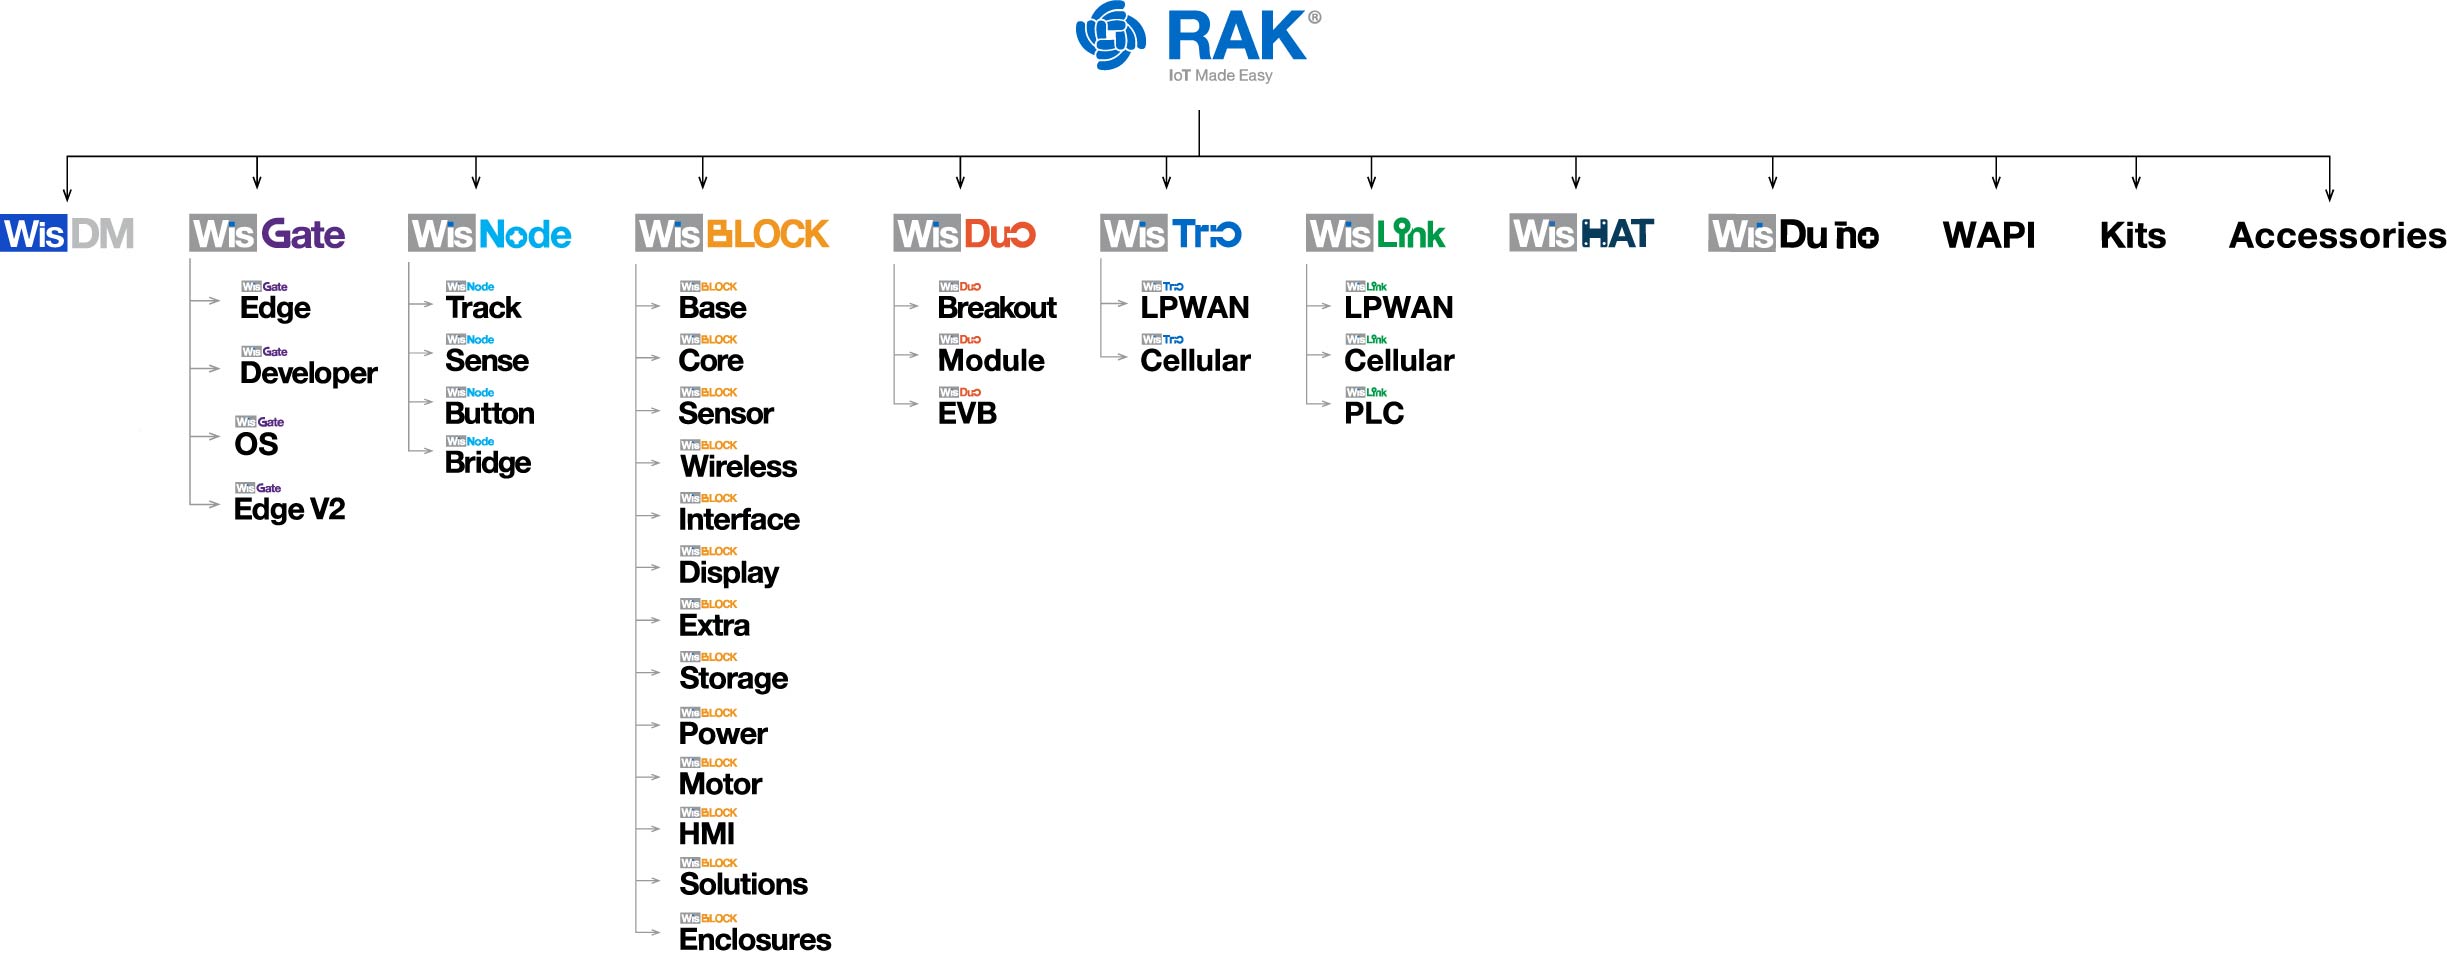 RAK®
IoT Made Easy
WisDM
WisGate
WisNode
WisBLOCK
WisDuo
WisTrio
WisLink
WisHAT
WisDuino
WAPI
Kits
Accessories
WisGate
Edge
WisGate
Developer
WisGate
OS
WisGate
Edge V2
WisNode
Track
WisNode
Sense
WisNode
Button
WisNode
Bridge
WisBLOCK
Base
WisBLOCK
Core
WisBLOCK
Sensor
WisBLOCK
Wireless
WisBLOCK
Interface
WisBLOCK
Display
WisBLOCK
Extra
WisBLOCK
Storage
WisBLOCK
Power
WisBLOCK
Motor
WisBLOCK
HMI
WisBLOCK
Solutions
WisBLOCK
Enclosures
WisDuo
Breakout
WisDuo
Module
WisDuo
EVB
WisTrio
LPWAN
WisTrio
Cellular
WisLink
LPWAN
WisLink
Cellular
WisLink
PLC